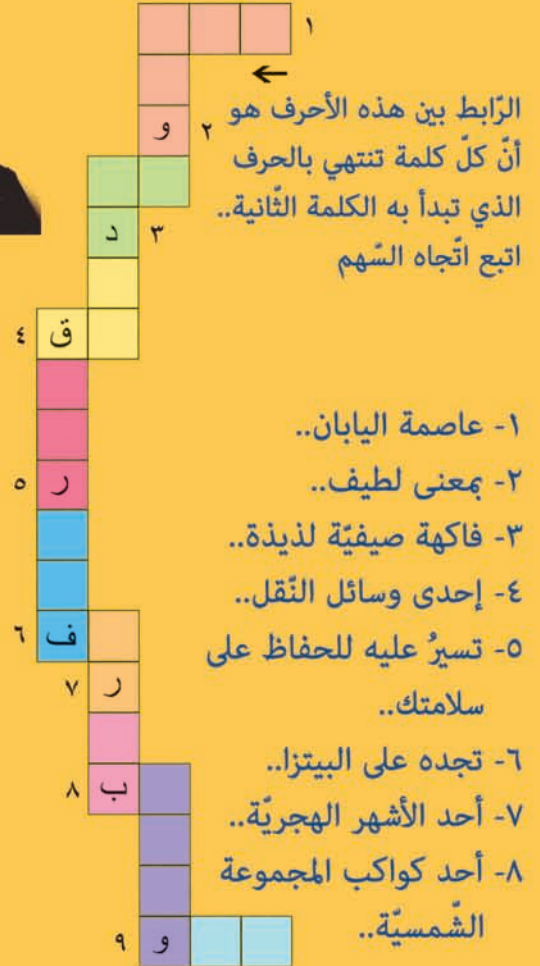 ١
و ٢
د ٣
ق ٤
ر ٥
ف ٦
ر ٧
ب ٨
و ٩
الرّابط بين هذه الأحرف هو
أنّ كلّ كلمة تنتهي بالحرف
الذي تبدأ به الكلمة الثّانية..
اتبع اتّجاه السّهم
١- عاصمة اليابان..
٢- بمعنى لطيف..
٣- فاكهة صيفيّة لذيذة..
٤- إحدى وسائل النّقل..
٥- تسيرُ عليه للحفاظ على
سلامتك..
٦- تجده على البيتزا..
٧- أحد الأشهر الهجريّة..
٨- أحد كواكب المجموعة
الشّمسيّة..